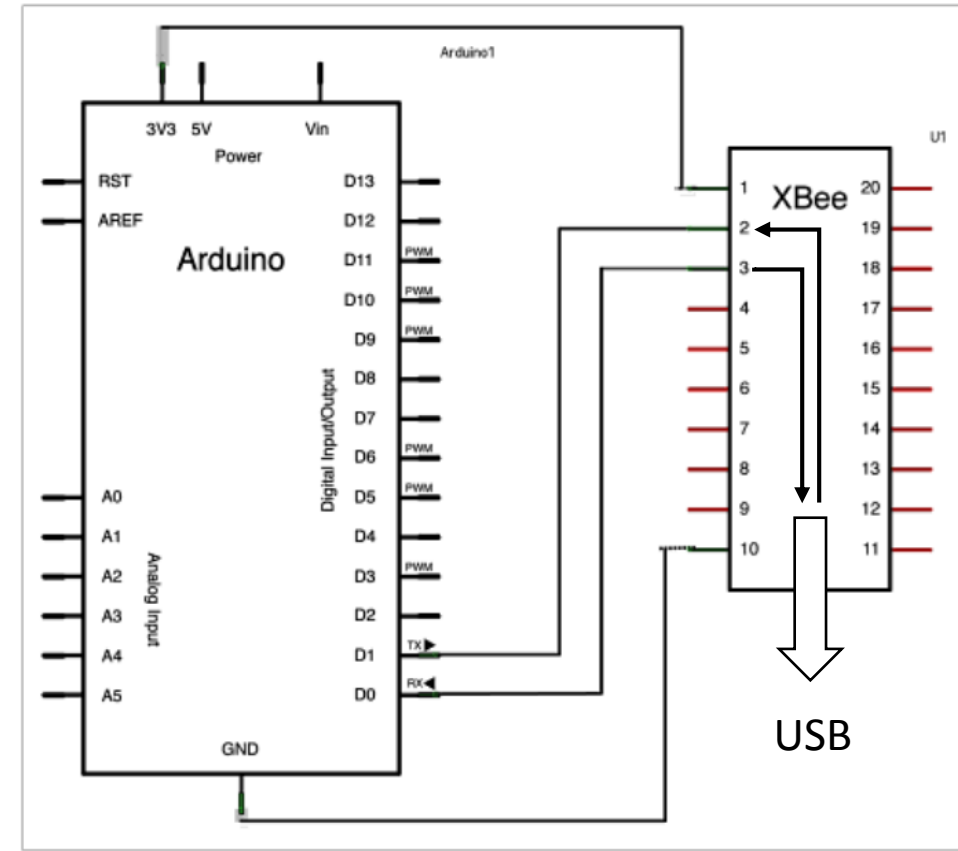 Arduino1
3V3 5V Vin
Power
RST
AREF
Arduino
A0
A1
A2
A3
A4
A5
Analog Input
Digital Input/Output
D13
D12
D11 PWM
D10 PWM
D9 PWM
D8
D7
D6 PWM
D5 PWM
D4
D3 PWM
D2
D1 TX
D0 RX
GND
U1
XBee
1 20
2 19
3 18
4 17
5 16
6 15
7 14
8 13
9 12
10 11
USB